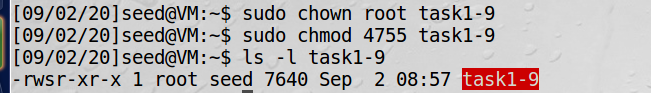 [09/02/20]seed@VM:~$ sudo chown root task1-9
[09/02/20]seed@VM:~$ sudo chmod 4755 task1-9
[09/02/20]seed@VM:~$ ls -l task1-9
-rwsr-xr-x 1 root seed 7640 Sep  2 08:57 task1-9